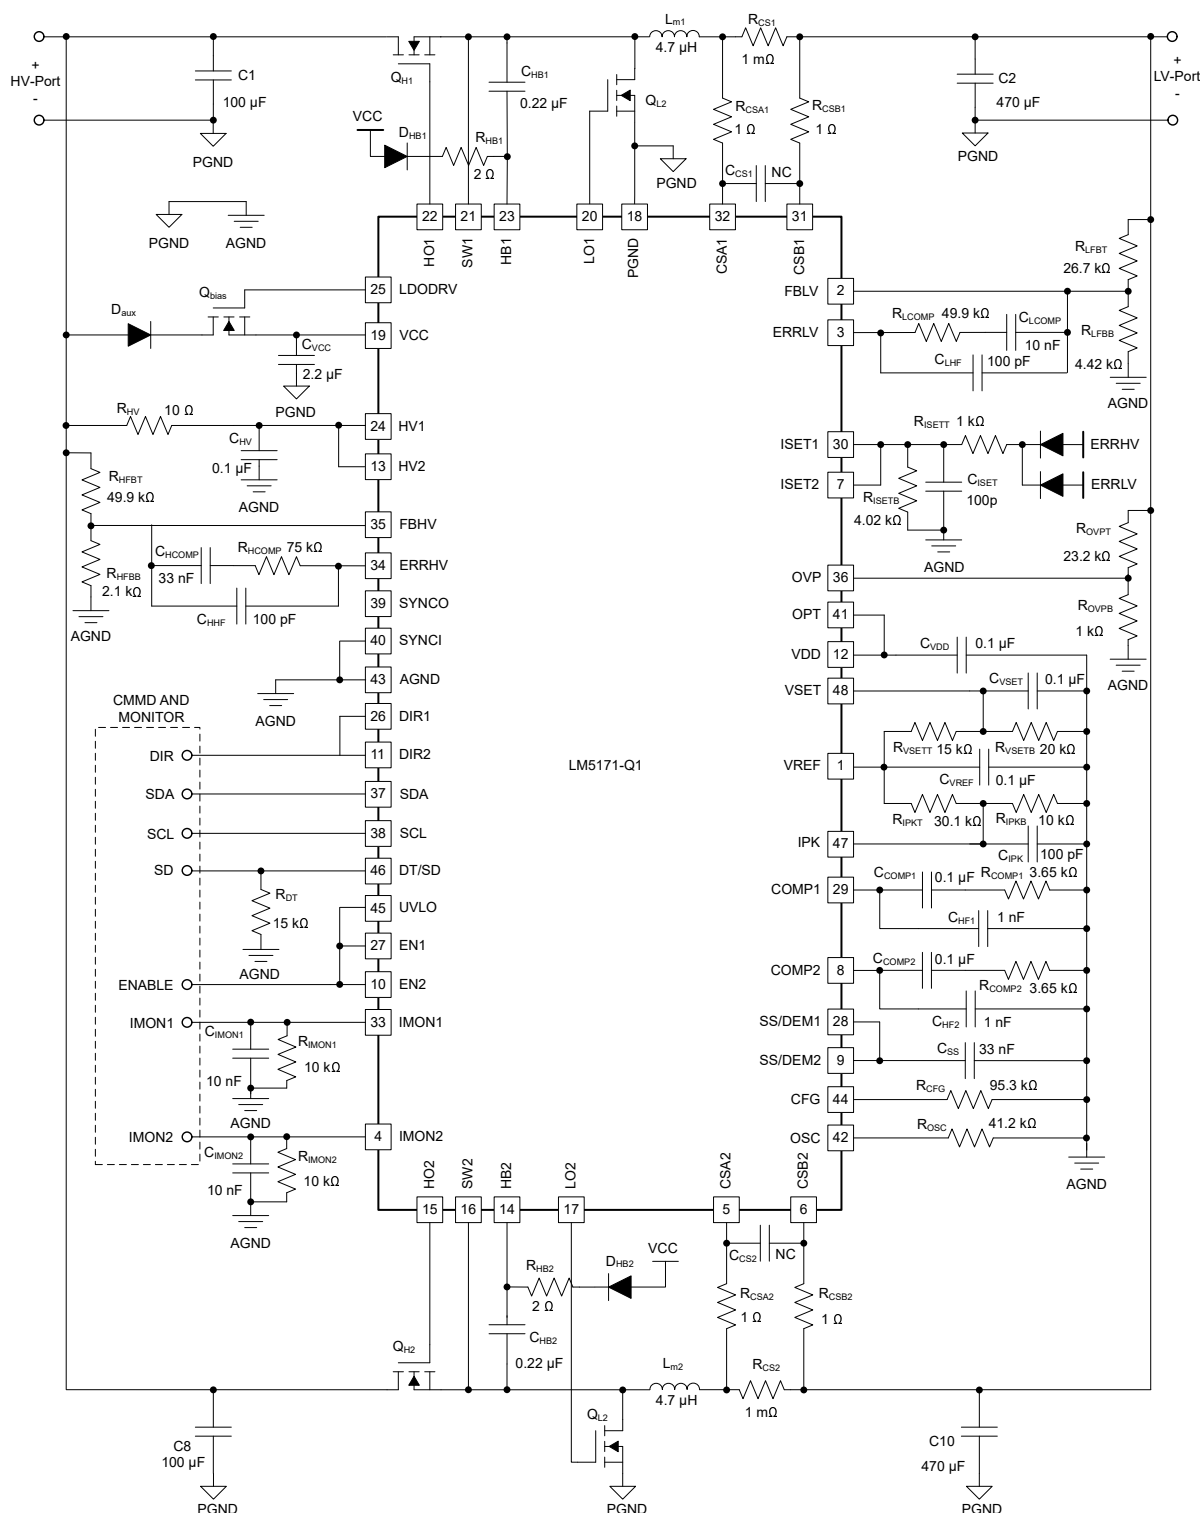 Lm1
4.7 µH
RCS1
1 mΩ
+
HV-Port
-
C1
100 µF
PGND
QH1
CHB1
0.22 µF
QL2
RCSA1
1 Ω
RCSB1
1 Ω
C2
470 µF
PGND
+
LV-Port
-
VCC
DHB1
RHB1
2 Ω
PGND
CCS1
NC
PGND
AGND
22
21
23
20
18
32
31
HO1
SW1
HB1
LO1
PGND
CSA1
CSB1
Daux
Qbias
25
LDODRV
19
VCC
CVCC
2.2 µF
PGND
RHV
10 Ω
24
HV1
CHV
0.1 µF
AGND
13
HV2
RHFBT
49.9 kΩ
35
FBHV
CHCOMP
33 nF
RHCOMP 75 kΩ
34
ERRHV
RHFBB
2.1 kΩ
AGND
CHHF
100 pF
39
SYNCO
40
SYNCI
43
AGND
AGND
CMMD AND
MONITOR
26
DIR1
DIR
11
DIR2
SDA
37
SDA
SCL
38
SCL
SD
46
DT/SD
RDT
15 kΩ
AGND
45
UVLO
27
EN1
ENABLE
10
EN2
IMON1
33
IMON1
CIMON1
10 nF
RIMON1
10 kΩ
AGND
IMON2
4
IMON2
CIMON2
10 nF
RIMON2
10 kΩ
AGND
LM5171-Q1
RLFBT
26.7 kΩ
FBLV
2
RLCOMP
49.9 kΩ
CLCOMP
10 nF
ERRLV
3
CLHF
100 pF
RLFBB
4.42 kΩ
AGND
ISET1
30
RISETT
1 kΩ
ERRHV
ISET2
7
RISETB
4.02 kΩ
CISET
100p
ERRLV
AGND
ROVPT
23.2 kΩ
OVP
36
ROVPB
1 kΩ
AGND
OPT
41
VDD
12
CVDD
0.1 µF
VSET
48
CVSET
0.1 µF
RVSETT
15 kΩ
RVSETB
20 kΩ
VREF
1
CVREF
0.1 µF
RIPKT
30.1 kΩ
RIPKB
10 kΩ
IPK
47
CIPK
100 pF
COMP1
29
CCOMP1
0.1 µF
RCOMP1
3.65 kΩ
CHF1
1 nF
COMP2
8
CCOMP2
0.1 µF
RCOMP2
3.65 kΩ
CHF2
1 nF
SS/DEM1
28
SS/DEM2
9
CSS
33 nF
CFG
44
RCFG
95.3 kΩ
OSC
42
ROSC
41.2 kΩ
AGND
HO2
SW2
HB2
LO2
CSA2
CSB2
15
16
14
17
5
6
RHB2
2 Ω
DHB2
VCC
CCS2
NC
RCSA2
1 Ω
RCSB2
1 Ω
CHB2
0.22 µF
QH2
Lm2
4.7 µH
RCS2
1 mΩ
QL2
C8
100 µF
PGND
PGND
C10
470 µF
PGND